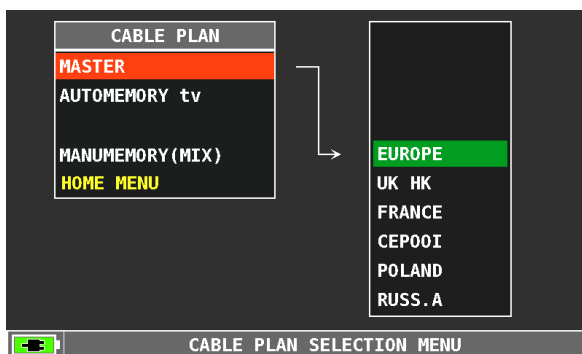 CABLE PLAN
MASTER
AUTOMEMORY tv
MANUMEMORY(MIX)
HOME MENU
EUROPE
UK HK
FRANCE
CEPOOI
POLAND
RUSS.A
CABLE PLAN SELECTION MENU